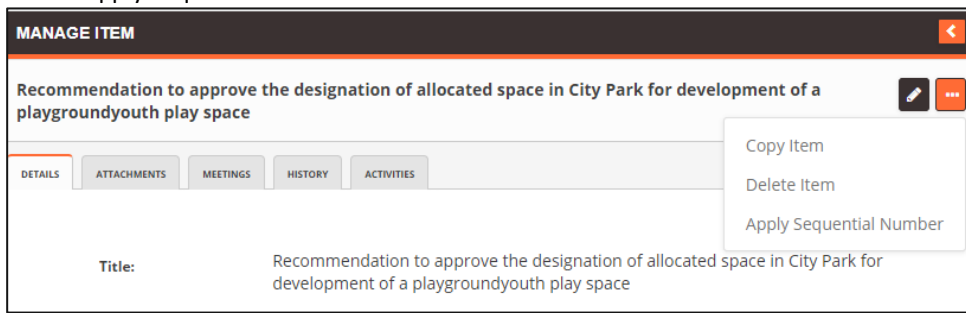 MANAGE ITEM
Recommendation to approve the designation of allocated space in City Park for development of a
playgroundyouth play space
Copy Item
Delete Item
Apply Sequential Number
DETAILS ATTACHMENTS MEETINGS HISTORY ACTIVITIES
Title: Recommendation to approve the designation of allocated space in City Park for
development of a playgroundyouth play space